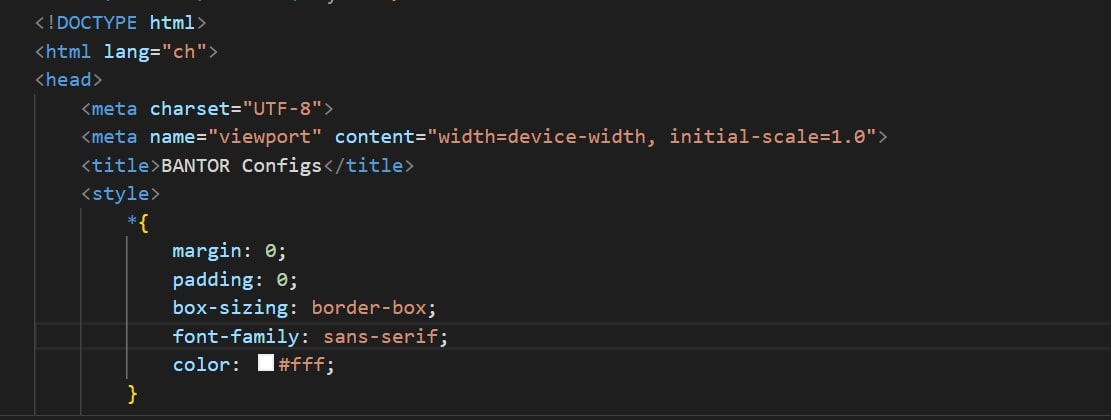 <!DOCTYPE html>
<html lang="ch">
<head>
    <meta charset="UTF-8">
    <meta name="viewport" content="width=device-width, initial-scale=1.0">
    <title>BANTOR Configs</title>
    <style>
        *{
            margin: 0;
            padding: 0;
            box-sizing: border-box;
            font-family: sans-serif;
            color: #fff;
        }